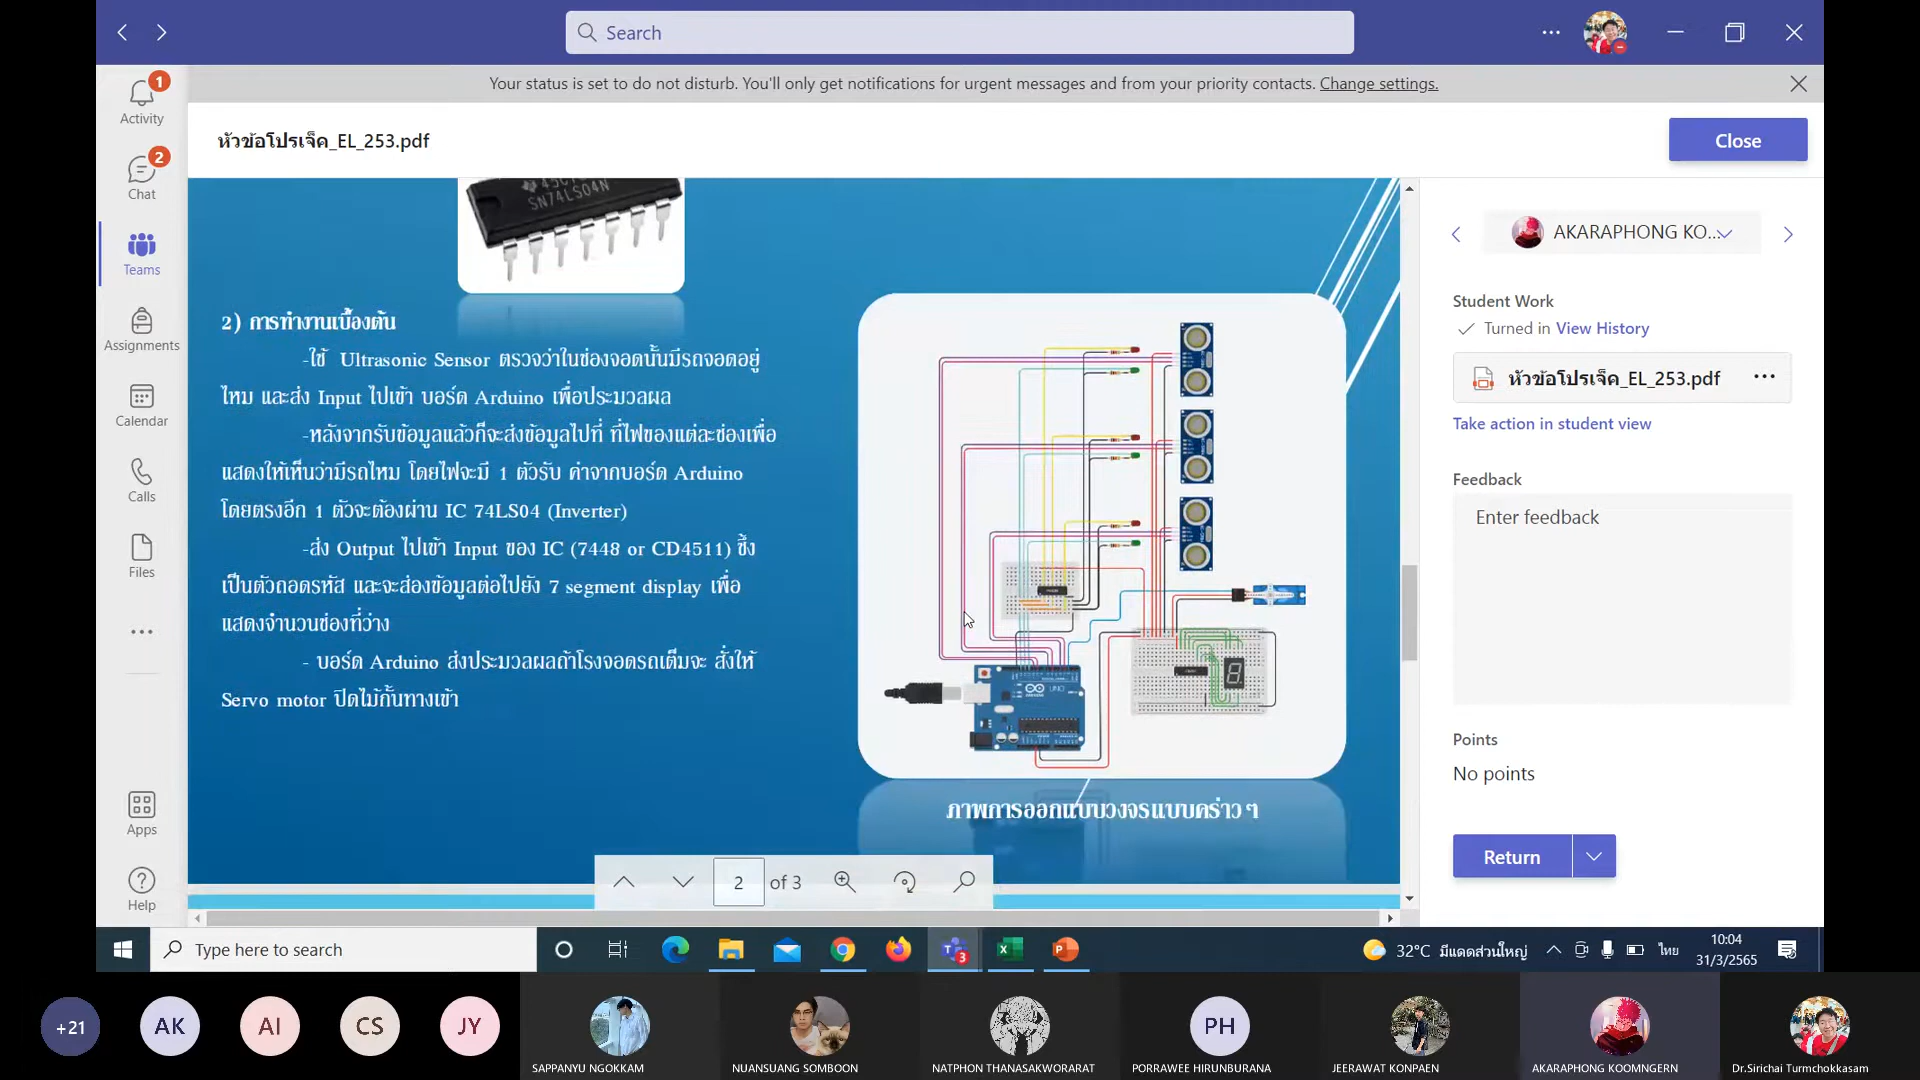 Search
Your status is set to do not disturb. You'll only get notifications for urgent messages and from your priority contacts. Change settings.
1
Activity
2
Chat
Teams
Assignments
Calendar
Calls
Files
Apps
Help
หัวข้อโปรเจ็ค_EL_253.pdf
Close
SN74LS04N
2) การทำงานเบื้องต้น
-ใช้ Ultrasonic Sensor ตรวจว่าในช่องจอดนั้นมีรถจอดอยู่
ไหม และส่ง Input ไปเข้า บอร์ด Arduino เพื่อประมวลผล
-หลังจากรับข้อมูลแล้วก็จะส่งข้อมูลไปที่ ที่ไฟของแต่ละช่องเพื่อ
แสดงให้เห็นว่ามีรถไหม โดยไฟจะมี 1 ตัวรับ ค่าจากบอร์ด Arduino
โดยตรงอีก 1 ตัวจะต้องผ่าน IC 74LS04 (Inverter)
-ส่ง Output ไปเข้า Input ของ IC (7448 or CD4511) ซึ่ง
เป็นตัวถอดรหัส และจะส่องข้อมูลต่อไปยัง 7 segment display เพื่อ
แสดงจำนวนช่องที่ว่าง
- บอร์ด Arduino ส่งประมวลผลถ้าโรงจอดรถเต็มจะ สั่งให้
Servo motor ปิดไม้กั้นทางเข้า
UNO
ARDUINO
ภาพการออกแบบวงจรแบบคร่าวๆ
2 of 3
AKARAPHONG KO...
Student Work
Turned in View History
หัวข้อโปรเจ็ค_EL_253.pdf
Take action in student view
Feedback
Enter feedback
Points
No points
Return
Type here to search
3
32°C มีแดดส่วนใหญ่
ไทย
10:04
31/3/2565
+21
AK
AI
CS
JY
PH
SAPPANYU NGOKKAM
NUANSUANG SOMBOON
NATPHON THANASAKWORARAT
PORRAWEE HIRUNBURANA
JEERAWAT KONPAEN
AKARAPHONG KOOMNGERN
Dr.Sirichai Turmchokkasam